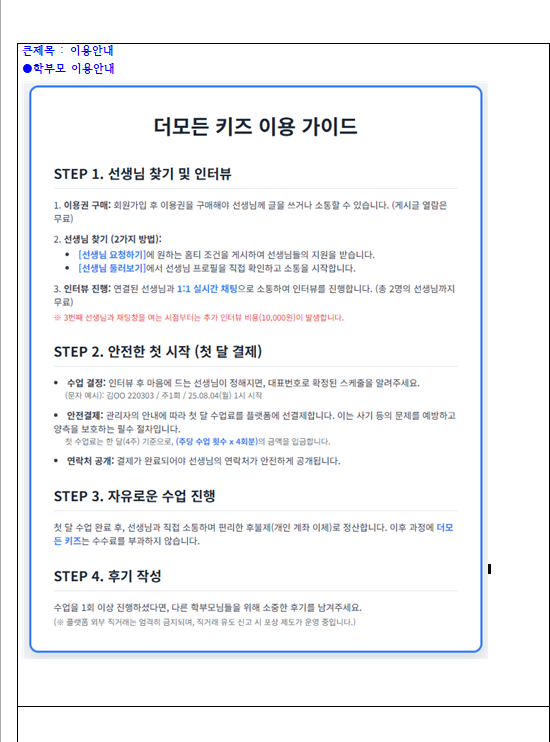 큰제목 : 이용안내
●학부모 이용안내
더모든 키즈 이용 가이드
STEP 1. 선생님 찾기 및 인터뷰
1. 이용권 구매: 회원가입 후 이용권을 구매해야 선생님께 글을 쓰거나 소통할 수 있습니다. (게시글 열람은
무료)
2. 선생님 찾기 (2가지 방법):
• [선생님 요청하기]에 원하는 홈티 조건을 게시하여 선생님들의 지원을 받습니다.
• [선생님 둘러보기]에서 선생님 프로필을 직접 확인하고 소통을 시작합니다.
3. 인터뷰 진행: 연결된 선생님과 1:1 실시간 채팅으로 소통하여 인터뷰를 진행합니다. (총 2명의 선생님까지
무료)
※ 3번째 선생님과 채팅창을 여는 시점부터는 추가 인터뷰 비용(10,000원)이 발생합니다.
STEP 2. 안전한 첫 시작 (첫 달 결제)
• 수업 결정: 인터뷰 후 마음에 드는 선생님이 정해지면, 대표번호로 확정된 스케줄을 알려주세요.
(문자 예시): 김OO 220303 / 주1회 / 25.08.04(월) 1시 시작
• 안전결제: 관리자의 안내에 따라 첫 달 수업료를 플랫폼에 선결제합니다. 이는 사기 등의 문제를 예방하고
양측을 보호하는 필수 절차입니다.
첫 수업료는 한 달(4주) 기준으로, (주당 수업 횟수 x 4회분)의 금액을 입금합니다.
• 연락처 공개: 결제가 완료되어야 선생님의 연락처가 안전하게 공개됩니다.
STEP 3. 자유로운 수업 진행
첫 달 수업 완료 후, 선생님과 직접 소통하며 편리한 후불제(개인 계좌 이체)로 정산합니다. 이후 과정에 더모
든 키즈는 수수료를 부과하지 않습니다.
STEP 4. 후기 작성
수업을 1회 이상 진행하셨다면, 다른 학부모님들을 위해 소중한 후기를 남겨주세요.
(※ 플랫폼 외부 직거래는 엄격히 금지되며, 직거래 유도 신고 시 포상 제도가 운영 중입니다.)